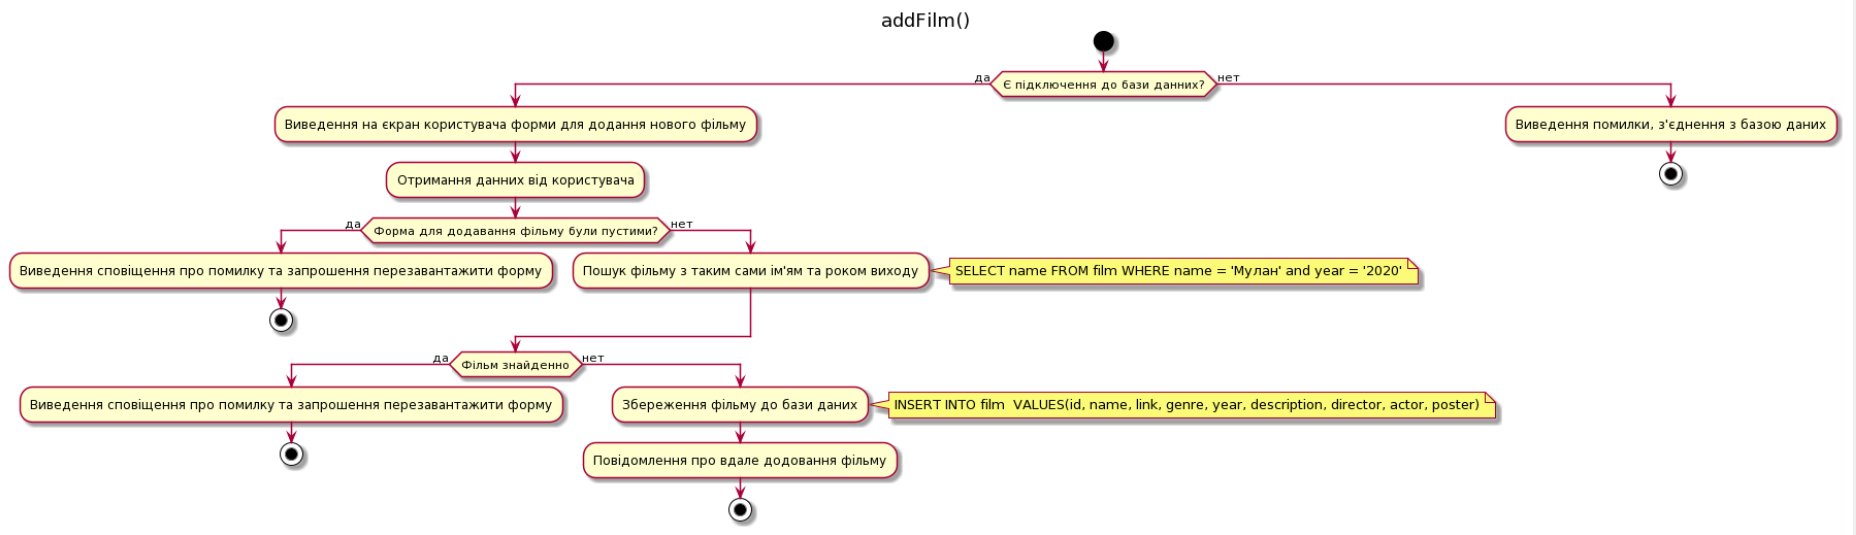 addFilm()
да
Є підключення до бази данних?
нет
Виведення на єкран користувача форми для додання нового фільму
Виведення помилки, з'єднення з базою даних
Отримання данних від користувача
да
Форма для додавання фільму були пустими?
нет
Виведення сповіщення про помилку та запрошення перезавантажити форму
Пошук фільму з таким сами ім'ям та роком виходу
SELECT name FROM film WHERE name = 'Мулан' and year = '2020'
да
Фільм знайденно
нет
Виведення сповіщення про помилку та запрошення перезавантажити форму
Збереження фільму до бази даних
INSERT INTO film  VALUES(id, name, link, genre, year, description, director, actor, poster)
Повідомлення про вдале додовання фільму